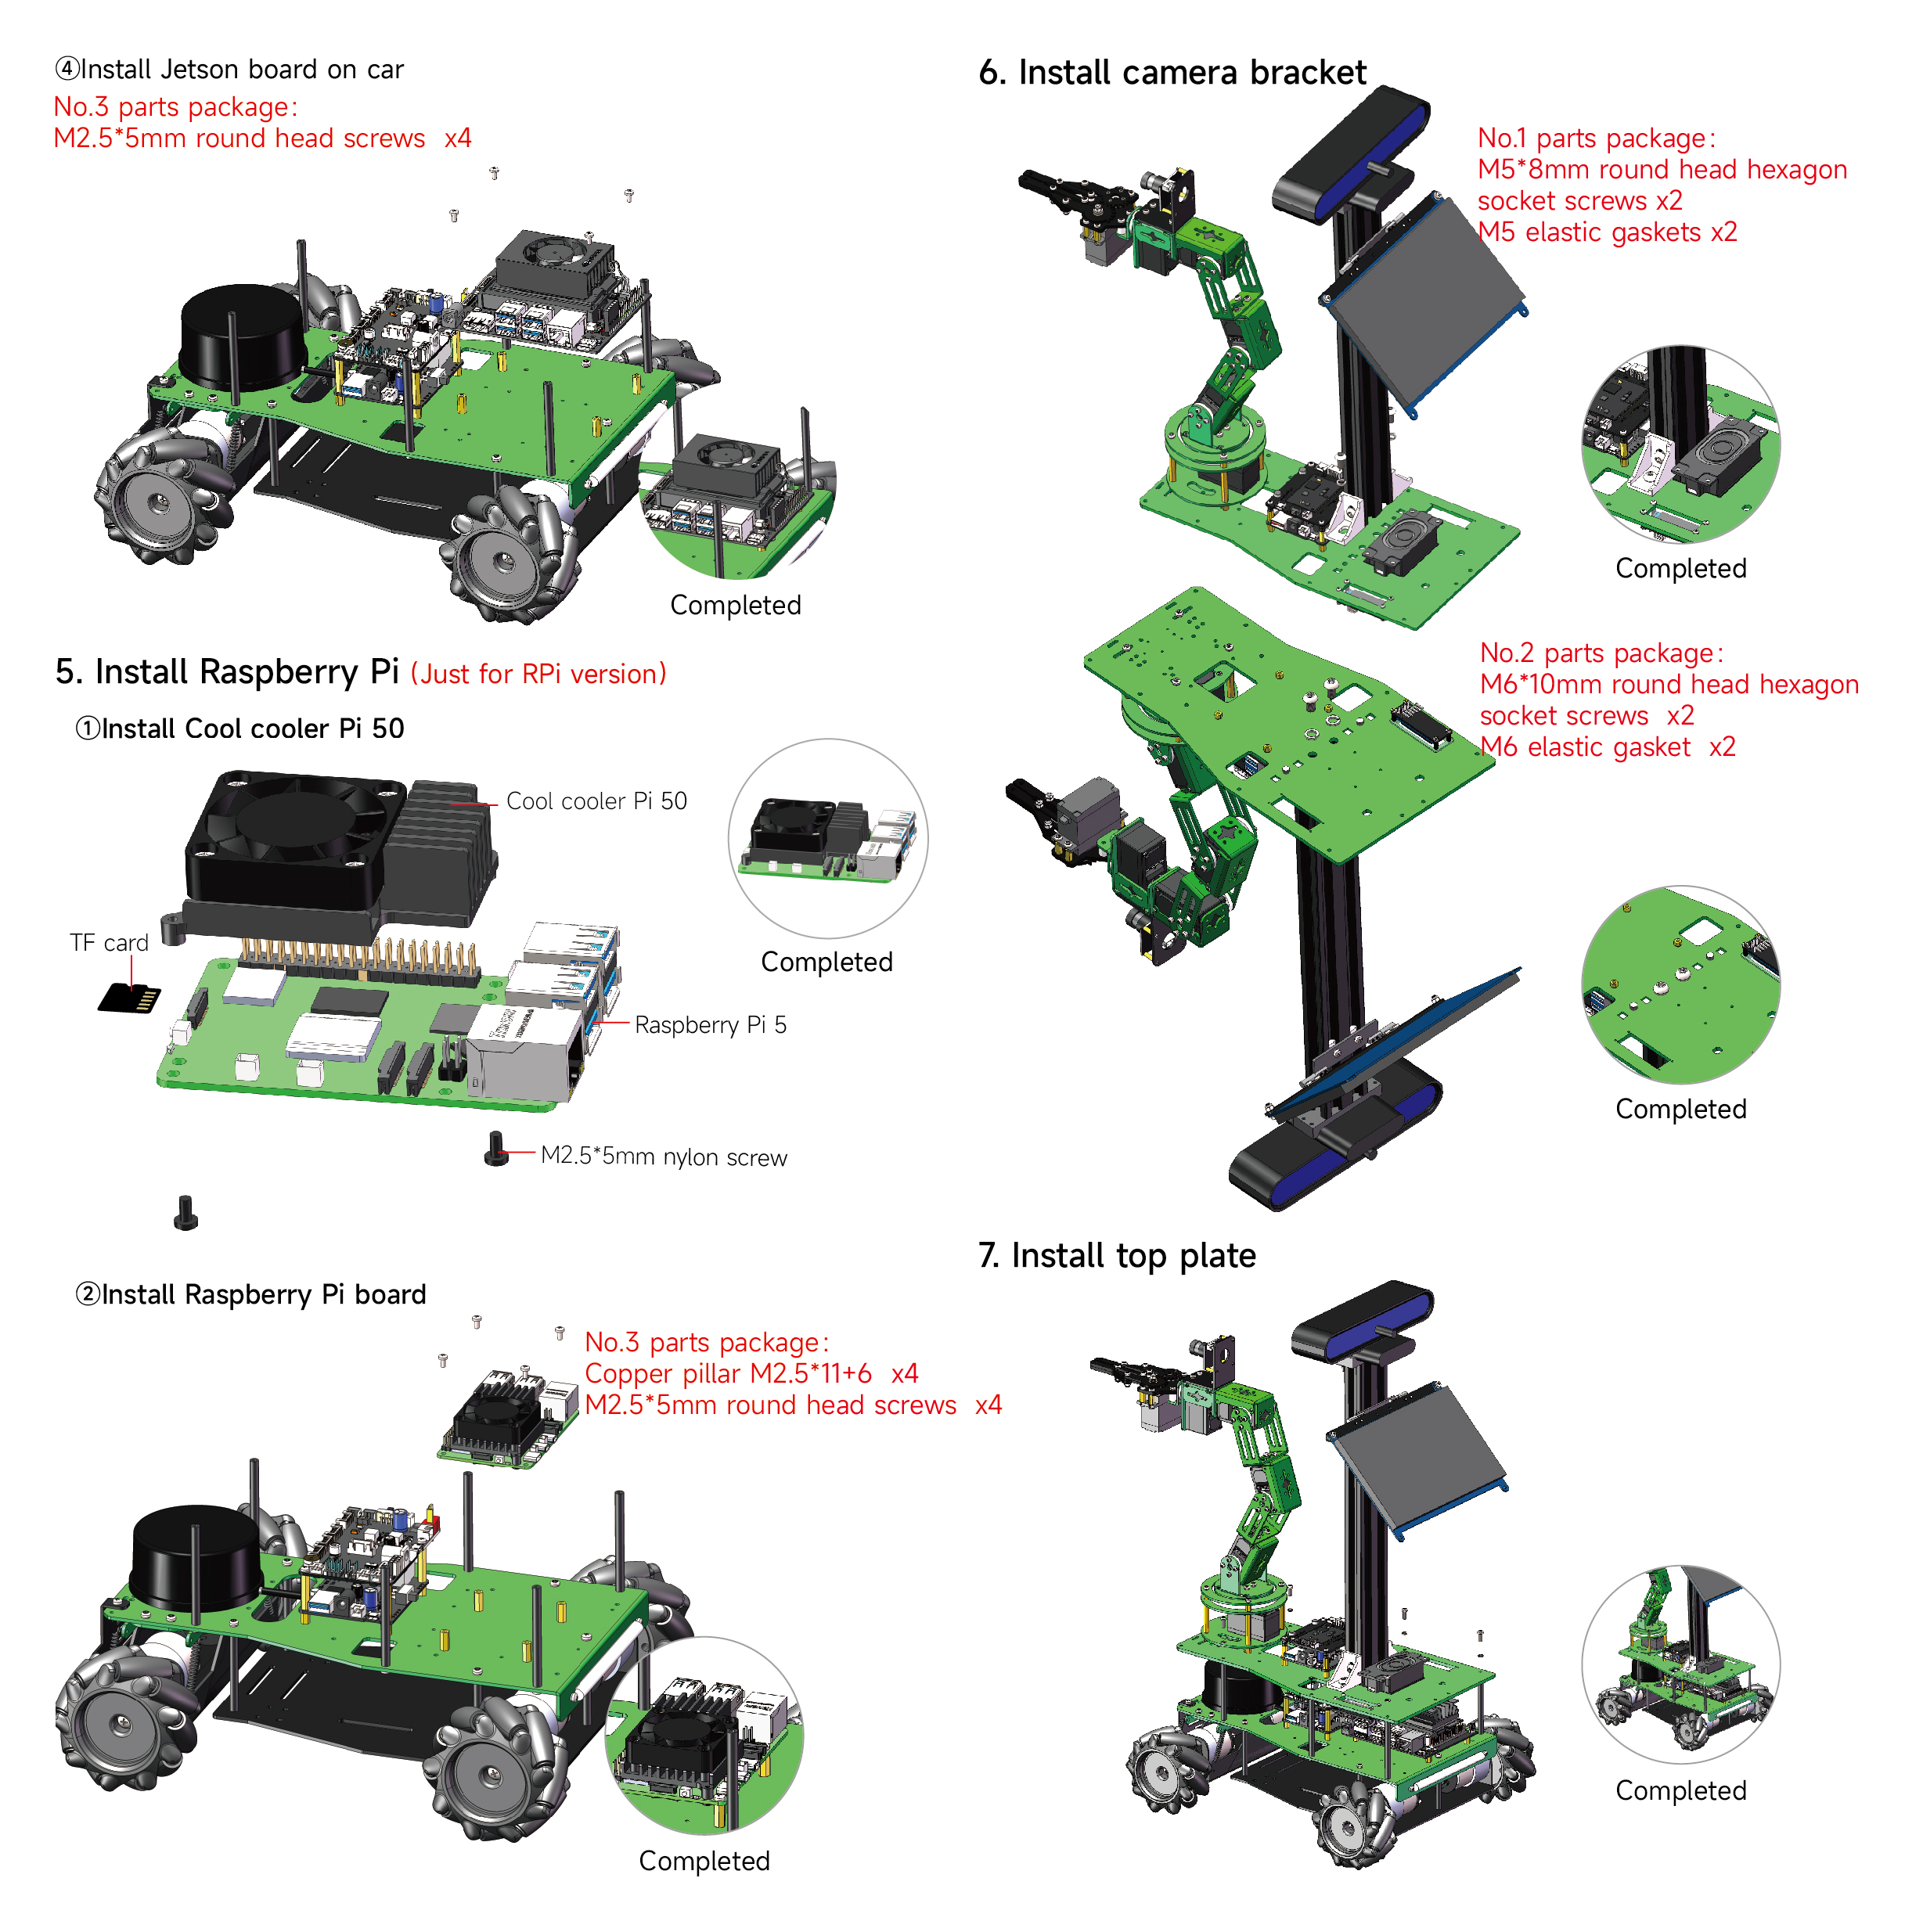 ④Install Jetson board on car
No.3 parts package:
M2.5*5mm round head screws x4
Completed
5. Install Raspberry Pi (Just for RPi version)
①Install Cool cooler Pi 50
Cool cooler Pi 50
TF card
Completed
Raspberry Pi 5
M2.5*5mm nylon screw
②Install Raspberry Pi board
No.3 parts package:
Copper pillar M2.5*11+6 x4
M2.5*5mm round head screws x4
Completed
6. Install camera bracket
No.1 parts package:
M5*8mm round head hexagon
socket screws x2
M5 elastic gaskets x2
Completed
No.2 parts package:
M6*10mm round head hexagon
socket screws x2
M6 elastic gasket x2
Completed
7. Install top plate
Completed